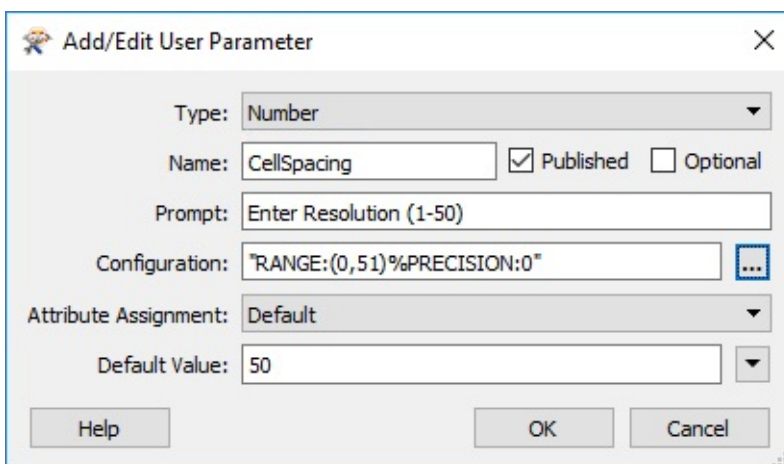 Add/Edit User Parameter
Type: Number
Name: CellSpacing Published Optional
Prompt: Enter Resolution (1-50)
Configuration: "RANGE:(0,51)%PRECISION:0" ...
Attribute Assignment: Default
Default Value: 50
Help OK Cancel